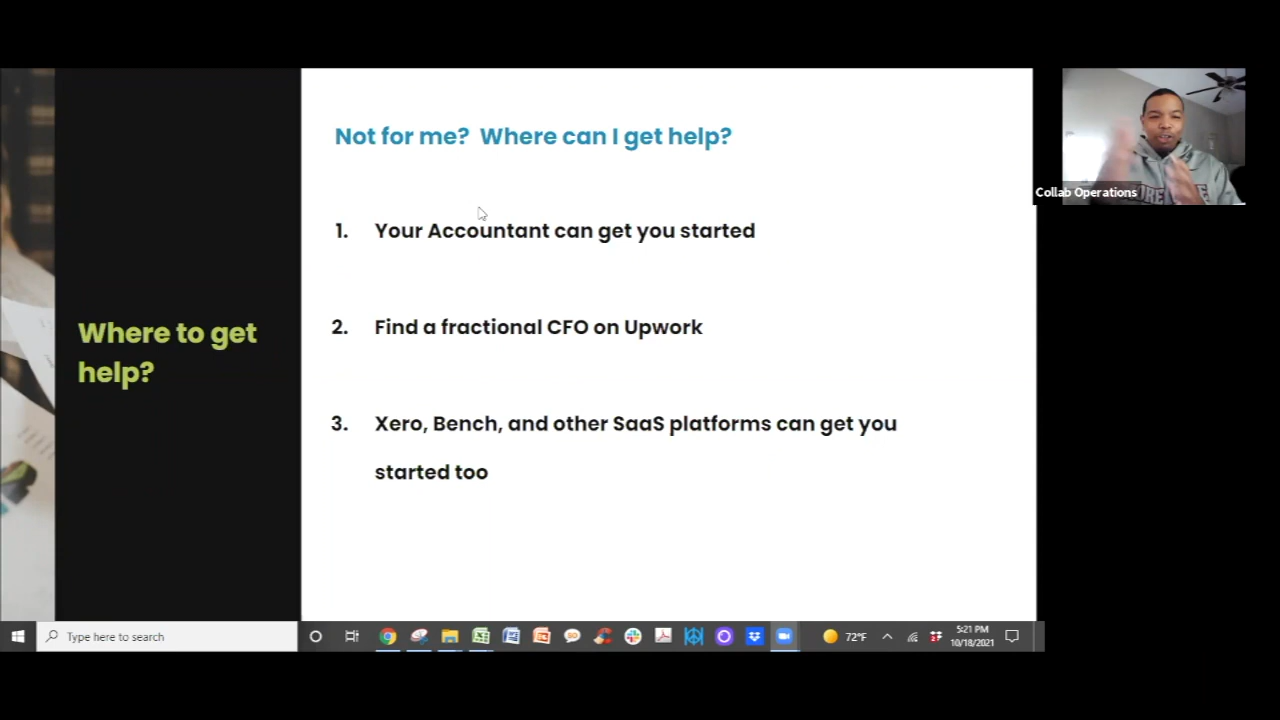 Not for me?  Where can I get help?
1. Your Accountant can get you started
2. Find a fractional CFO on Upwork
3. Xero, Bench, and other SaaS platforms can get you
started too
Where to get
help?
Collab Operations
Type here to search
72°F
5:21 PM
10/18/2021